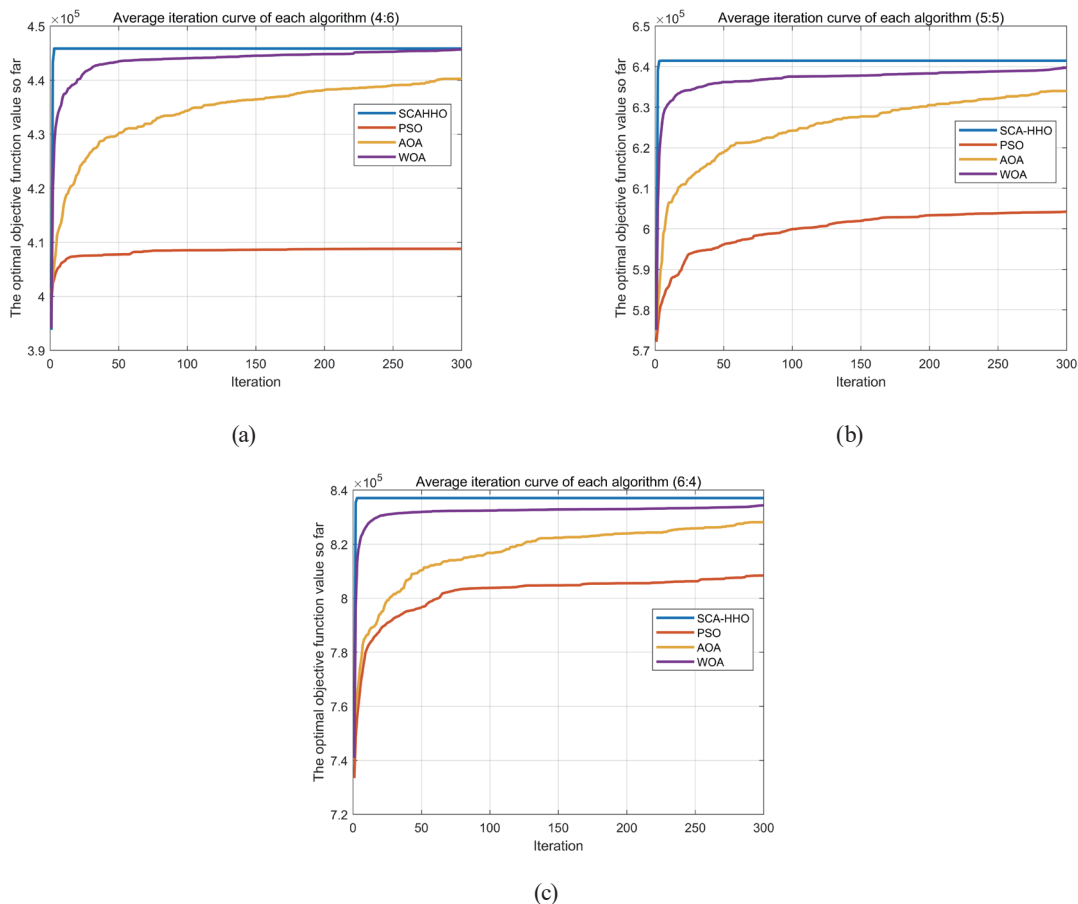 Average iteration curve of each algorithm (4:6)
×10⁵
4.5
4.4
4.3
4.2
4.1
4
3.9
The optimal objective function value so far
SCAHHO
PSO
AOA
WOA
0 50 100 150 200 250 300
Iteration
(a)
Average iteration curve of each algorithm (5:5)
×10⁵
6.5
6.4
6.3
6.2
6.1
6
5.9
5.8
5.7
The optimal objective function value so far
SCA-HHO
PSO
AOA
WOA
0 50 100 150 200 250 300
Iteration
(b)
Average iteration curve of each algorithm (6:4)
×10⁵
8.4
8.2
8
7.8
7.6
7.4
7.2
The optimal objective function value so far
SCA-HHO
PSO
AOA
WOA
0 50 100 150 200 250 300
Iteration
(c)